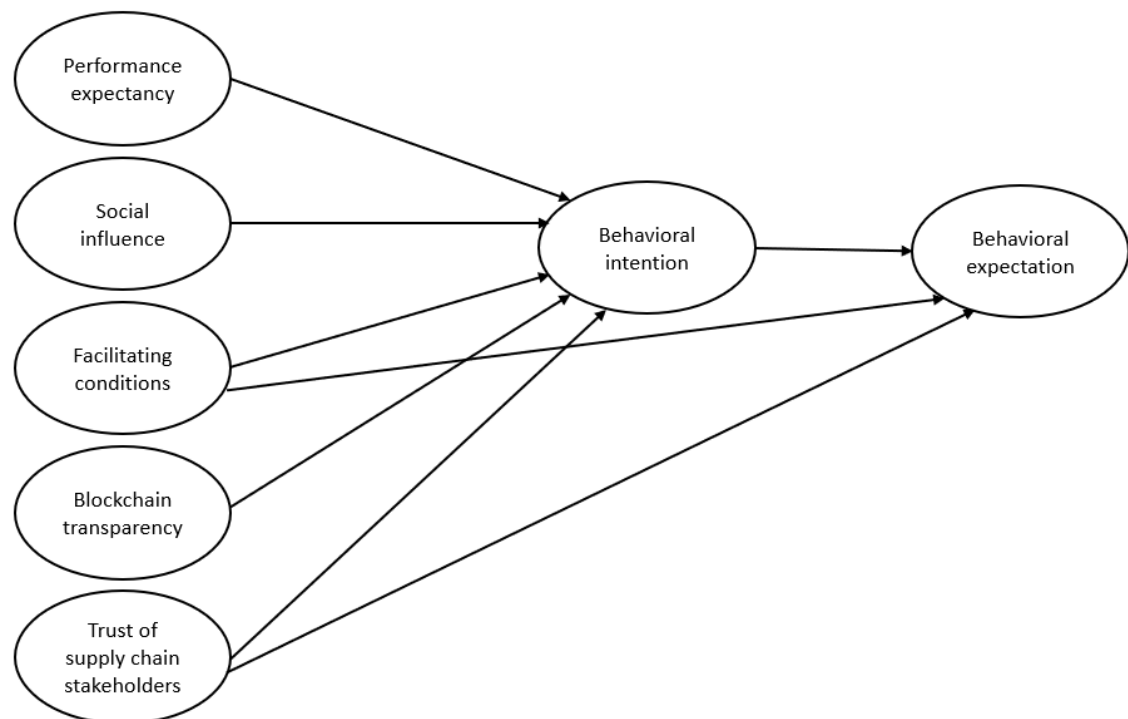 Performance
expectancy
Social
influence
Facilitating
conditions
Blockchain
transparency
Trust of
supply chain
stakeholders
Behavioral
intention
Behavioral
expectation